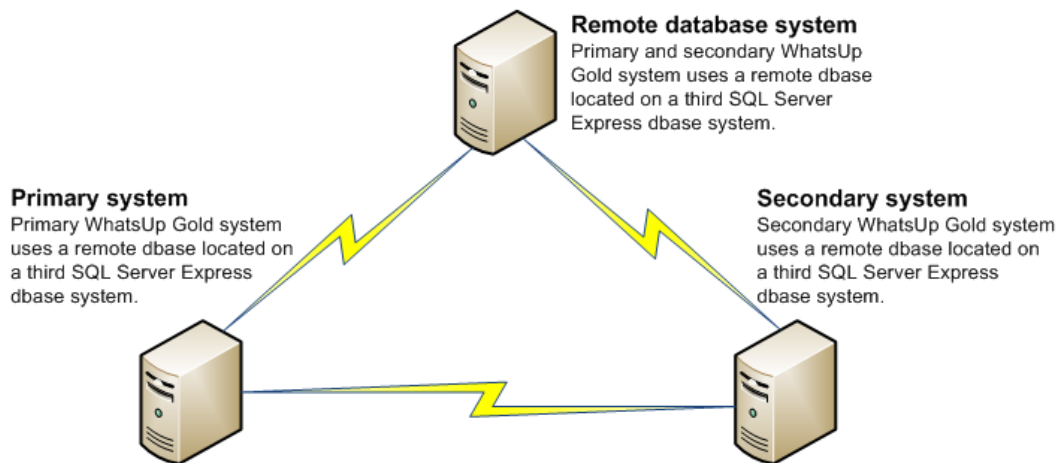 Remote database system
Primary and secondary WhatsUp
Gold system uses a remote dbase
located on a third SQL Server
Express dbase system.
Primary system
Primary WhatsUp Gold system
uses a remote dbase located on
a third SQL Server Express
dbase system.
Secondary system
Secondary WhatsUp Gold system
uses a remote dbase located on
a third SQL Server Express
dbase system.